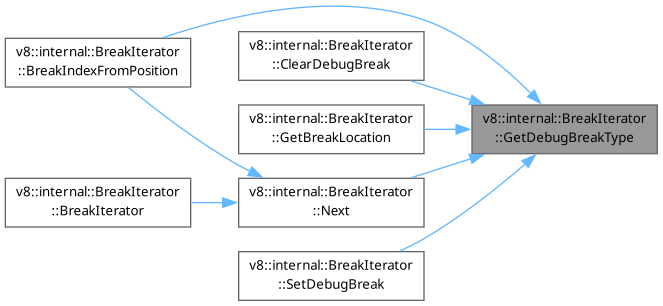 v8::internal::BreakIterator
::BreakIndexFromPosition
v8::internal::BreakIterator
::ClearDebugBreak
v8::internal::BreakIterator
::GetBreakLocation
v8::internal::BreakIterator
::GetDebugBreakType
v8::internal::BreakIterator
::BreakIterator
v8::internal::BreakIterator
::Next
v8::internal::BreakIterator
::SetDebugBreak